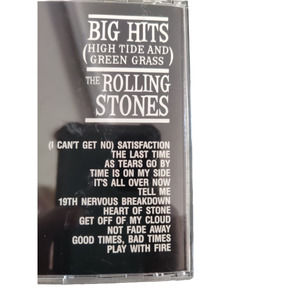 BIG HITS
(HIGH TIDE AND
GREEN GRASS)
THE ROLLING
STONES
(I CAN'T GET NO) SATISFACTION
THE LAST TIME
AS TEARS GO BY
TIME IS ON MY SIDE
IT'S ALL OVER NOW
TELL ME
19TH NERVOUS BREAKDOWN
HEART OF STONE
GET OFF OF MY CLOUD
NOT FADE AWAY
GOOD TIMES, BAD TIMES
PLAY WITH FIRE